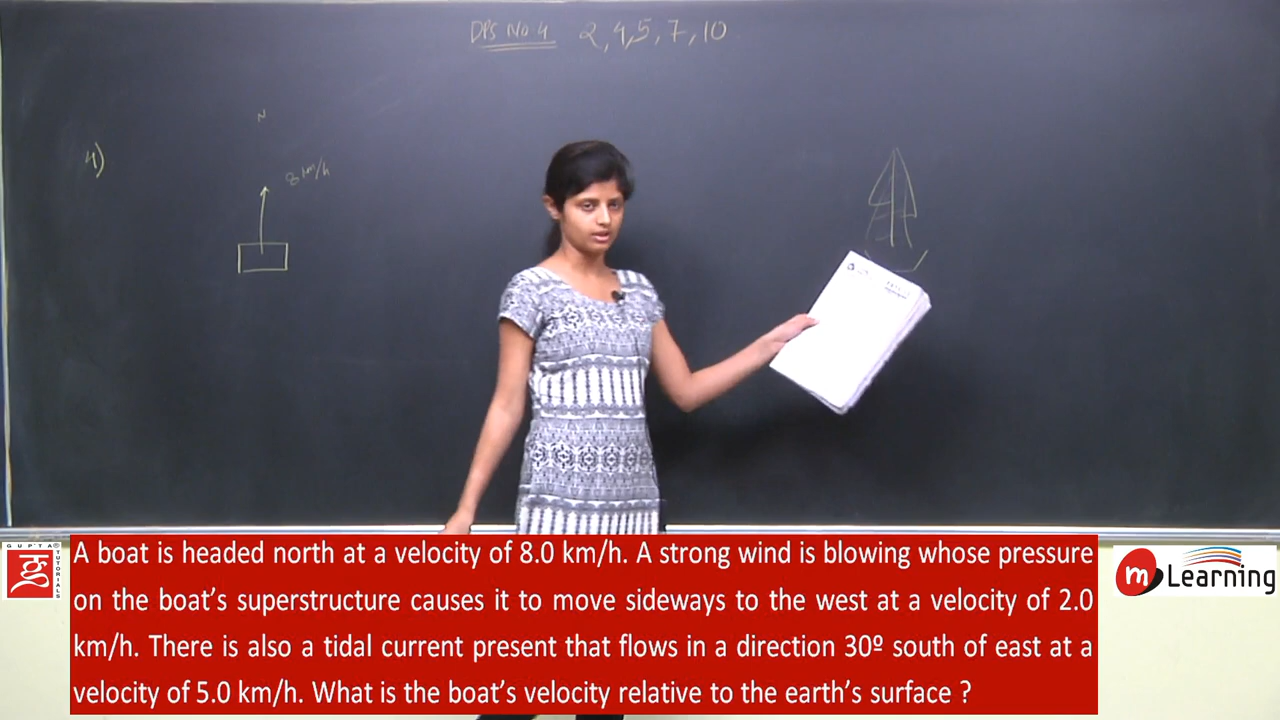 DPS No 4 2, 4, 5, 7, 10
N
4)
8 km/h
A boat is headed north at a velocity of 8.0 km/h. A strong wind is blowing whose pressure
on the boat's superstructure causes it to move sideways to the west at a velocity of 2.0
km/h. There is also a tidal current present that flows in a direction 30º south of east at a
velocity of 5.0 km/h. What is the boat's velocity relative to the earth's surface ?
GUPTA
TUTORIALS
m Learning